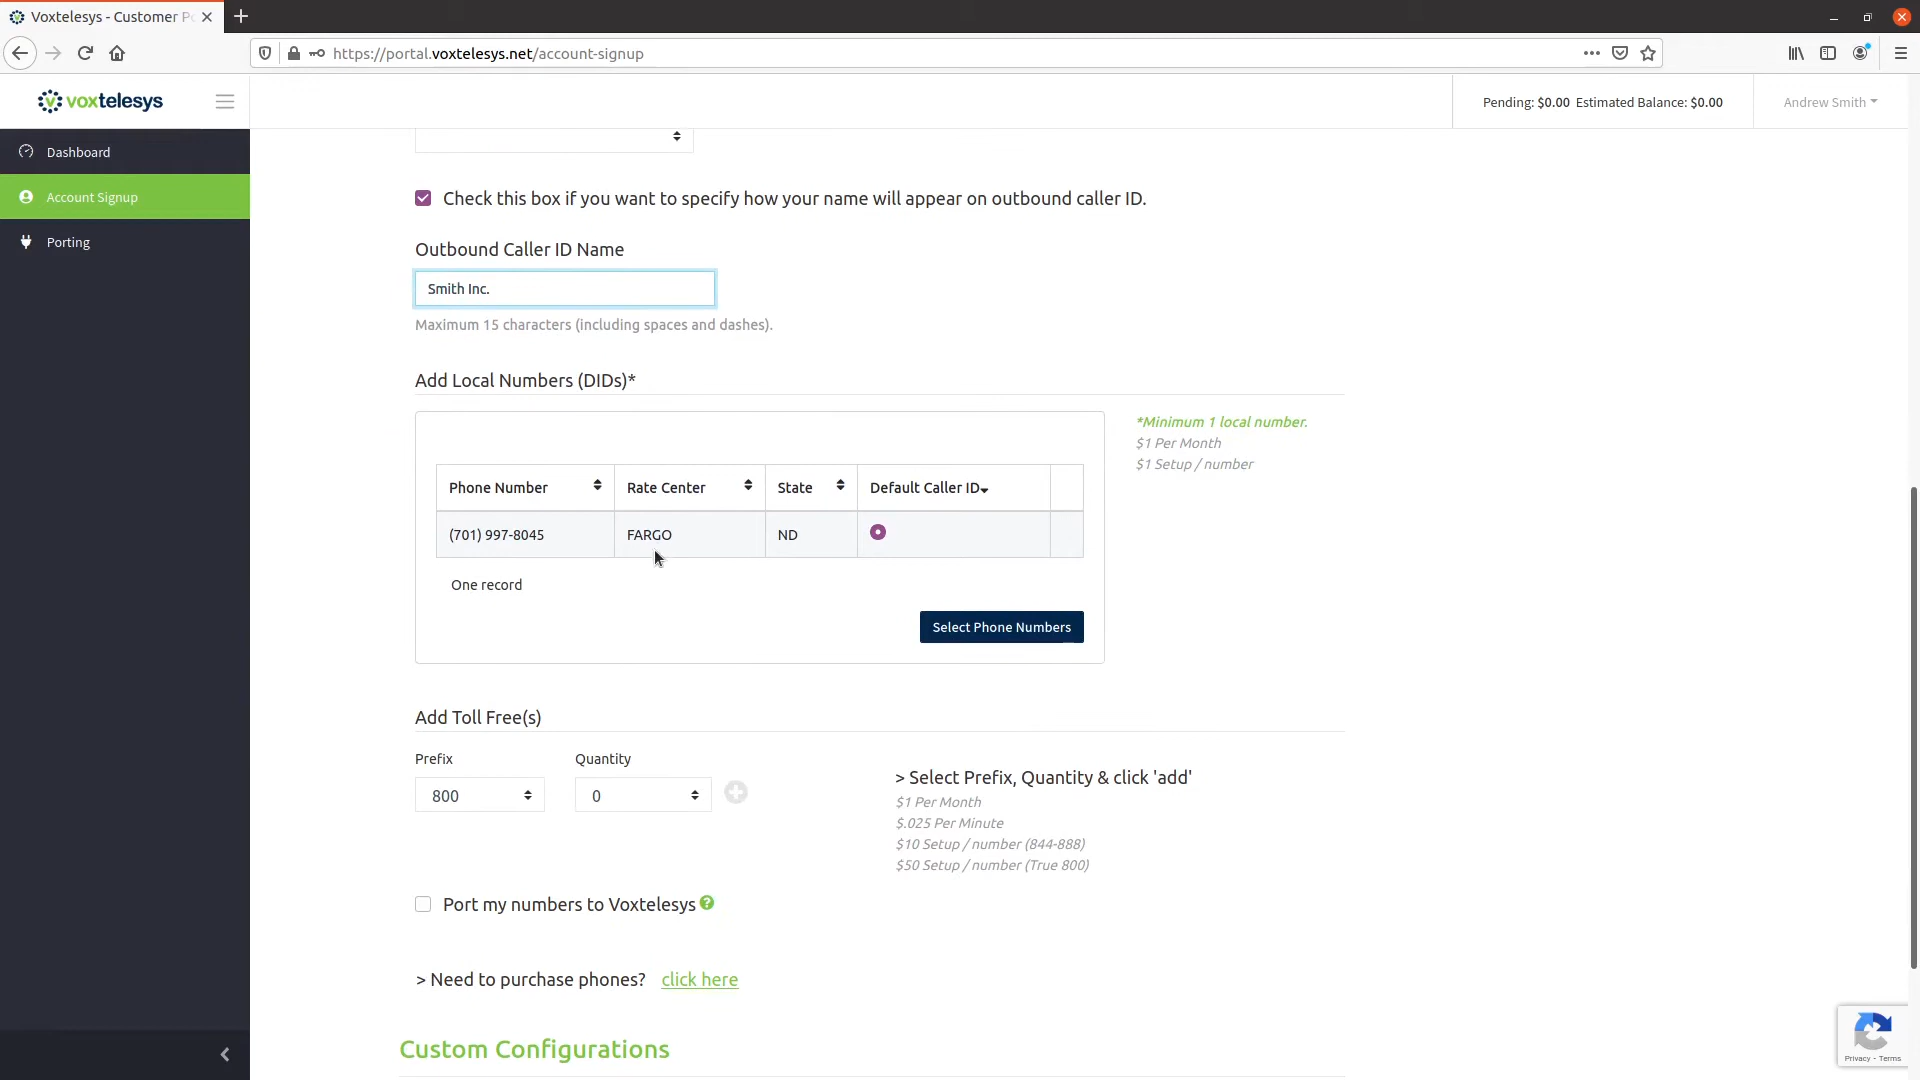 Voxtelesys - Customer Po
https://portal.voxtelesys.net/account-signup
voxtelesys
Pending: $0.00 Estimated Balance: $0.00
Andrew Smith
Dashboard
Account Signup
Porting
Check this box if you want to specify how your name will appear on outbound caller ID.
Outbound Caller ID Name
Smith Inc.
Maximum 15 characters (including spaces and dashes).
Add Local Numbers (DIDs)*
*Minimum 1 local number.
$1 Per Month
$1 Setup / number
Phone Number Rate Center State Default Caller ID
(701) 997-8045 FARGO ND
One record
Select Phone Numbers
Add Toll Free(s)
Prefix Quantity
800 0
> Select Prefix, Quantity & click 'add'
$1 Per Month
$.025 Per Minute
$10 Setup / number (844-888)
$50 Setup / number (True 800)
Port my numbers to Voxtelesys ?
> Need to purchase phones? click here
Custom Configurations
Privacy - Terms